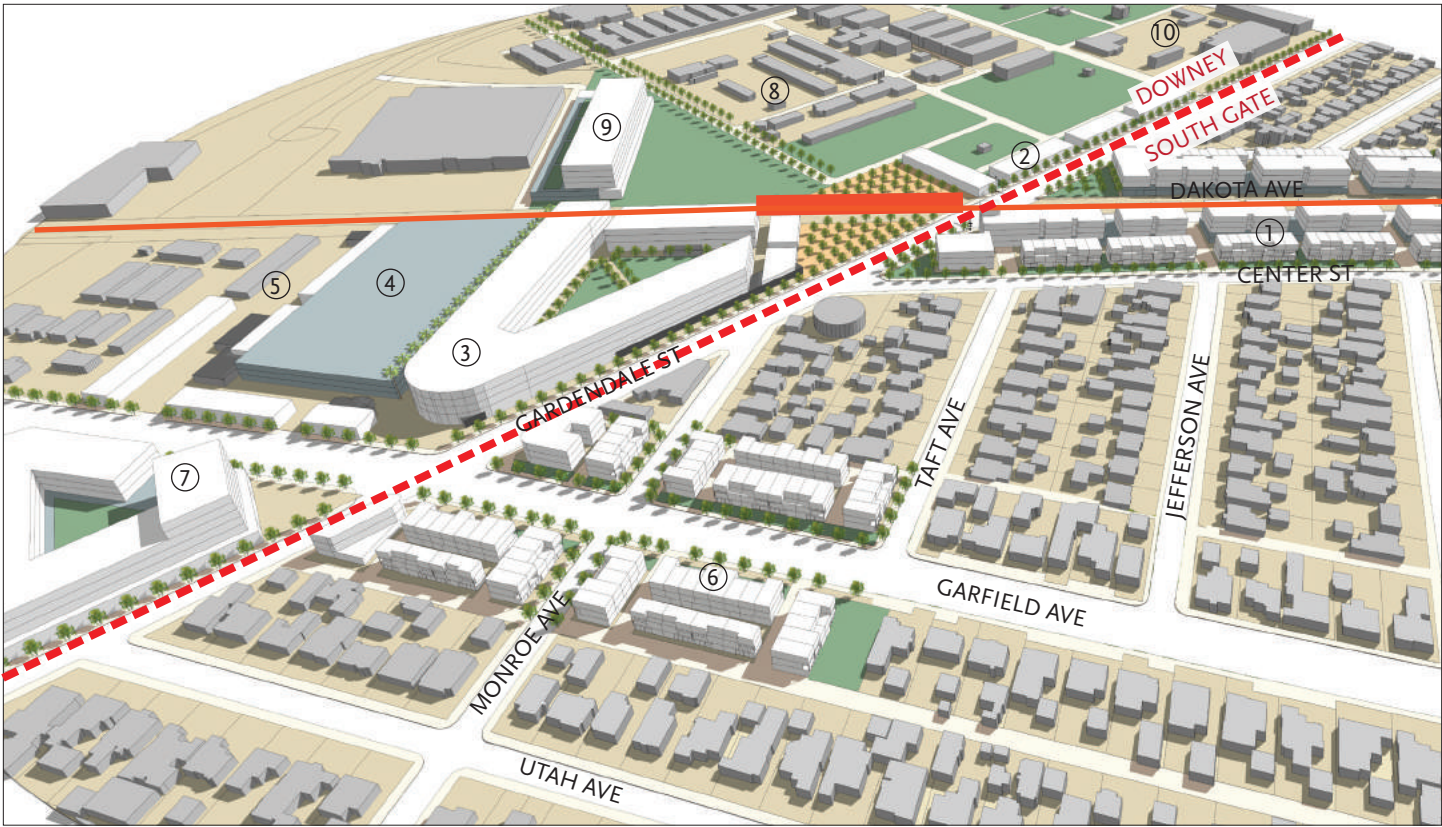 ⑩
DOWNEY
⑧
⑨
SOUTH GATE
②
DAKOTA AVE
①
⑤
④
CENTER ST
③
GARDENDALE ST
JEFFERSON AVE
TAFT AVE
⑦
⑥
GARFIELD AVE
MONROE AVE
UTAH AVE